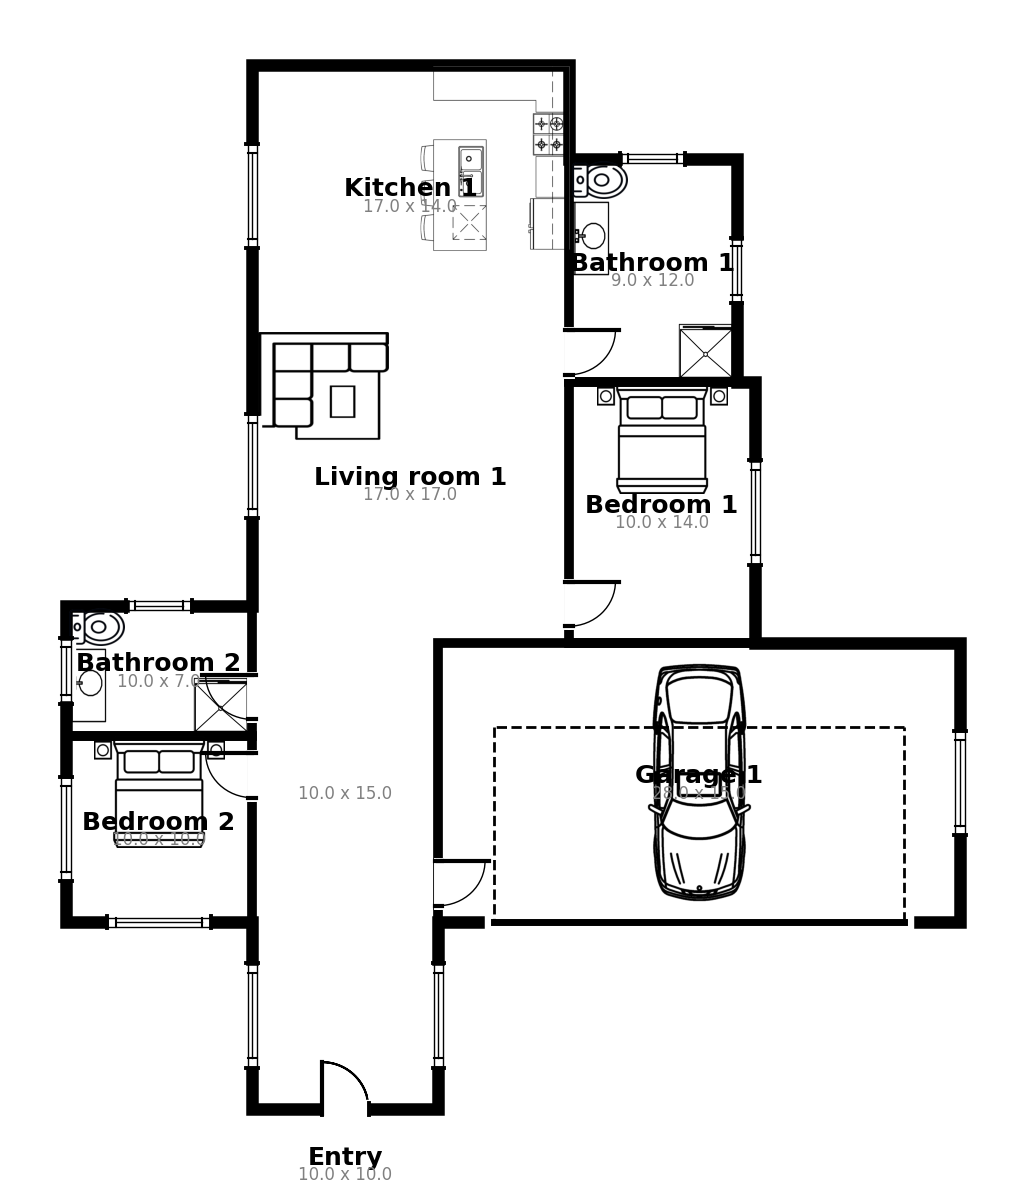 Kitchen 1
17.0 x 14.0
Bathroom 1
9.0 x 12.0
Living room 1
17.0 x 17.0
Bedroom 1
10.0 x 14.0
Bathroom 2
10.0 x 7.0
Garage 1
28.0 x 15.0
10.0 x 15.0
Bedroom 2
10.0 x 10.0
Entry
10.0 x 10.0